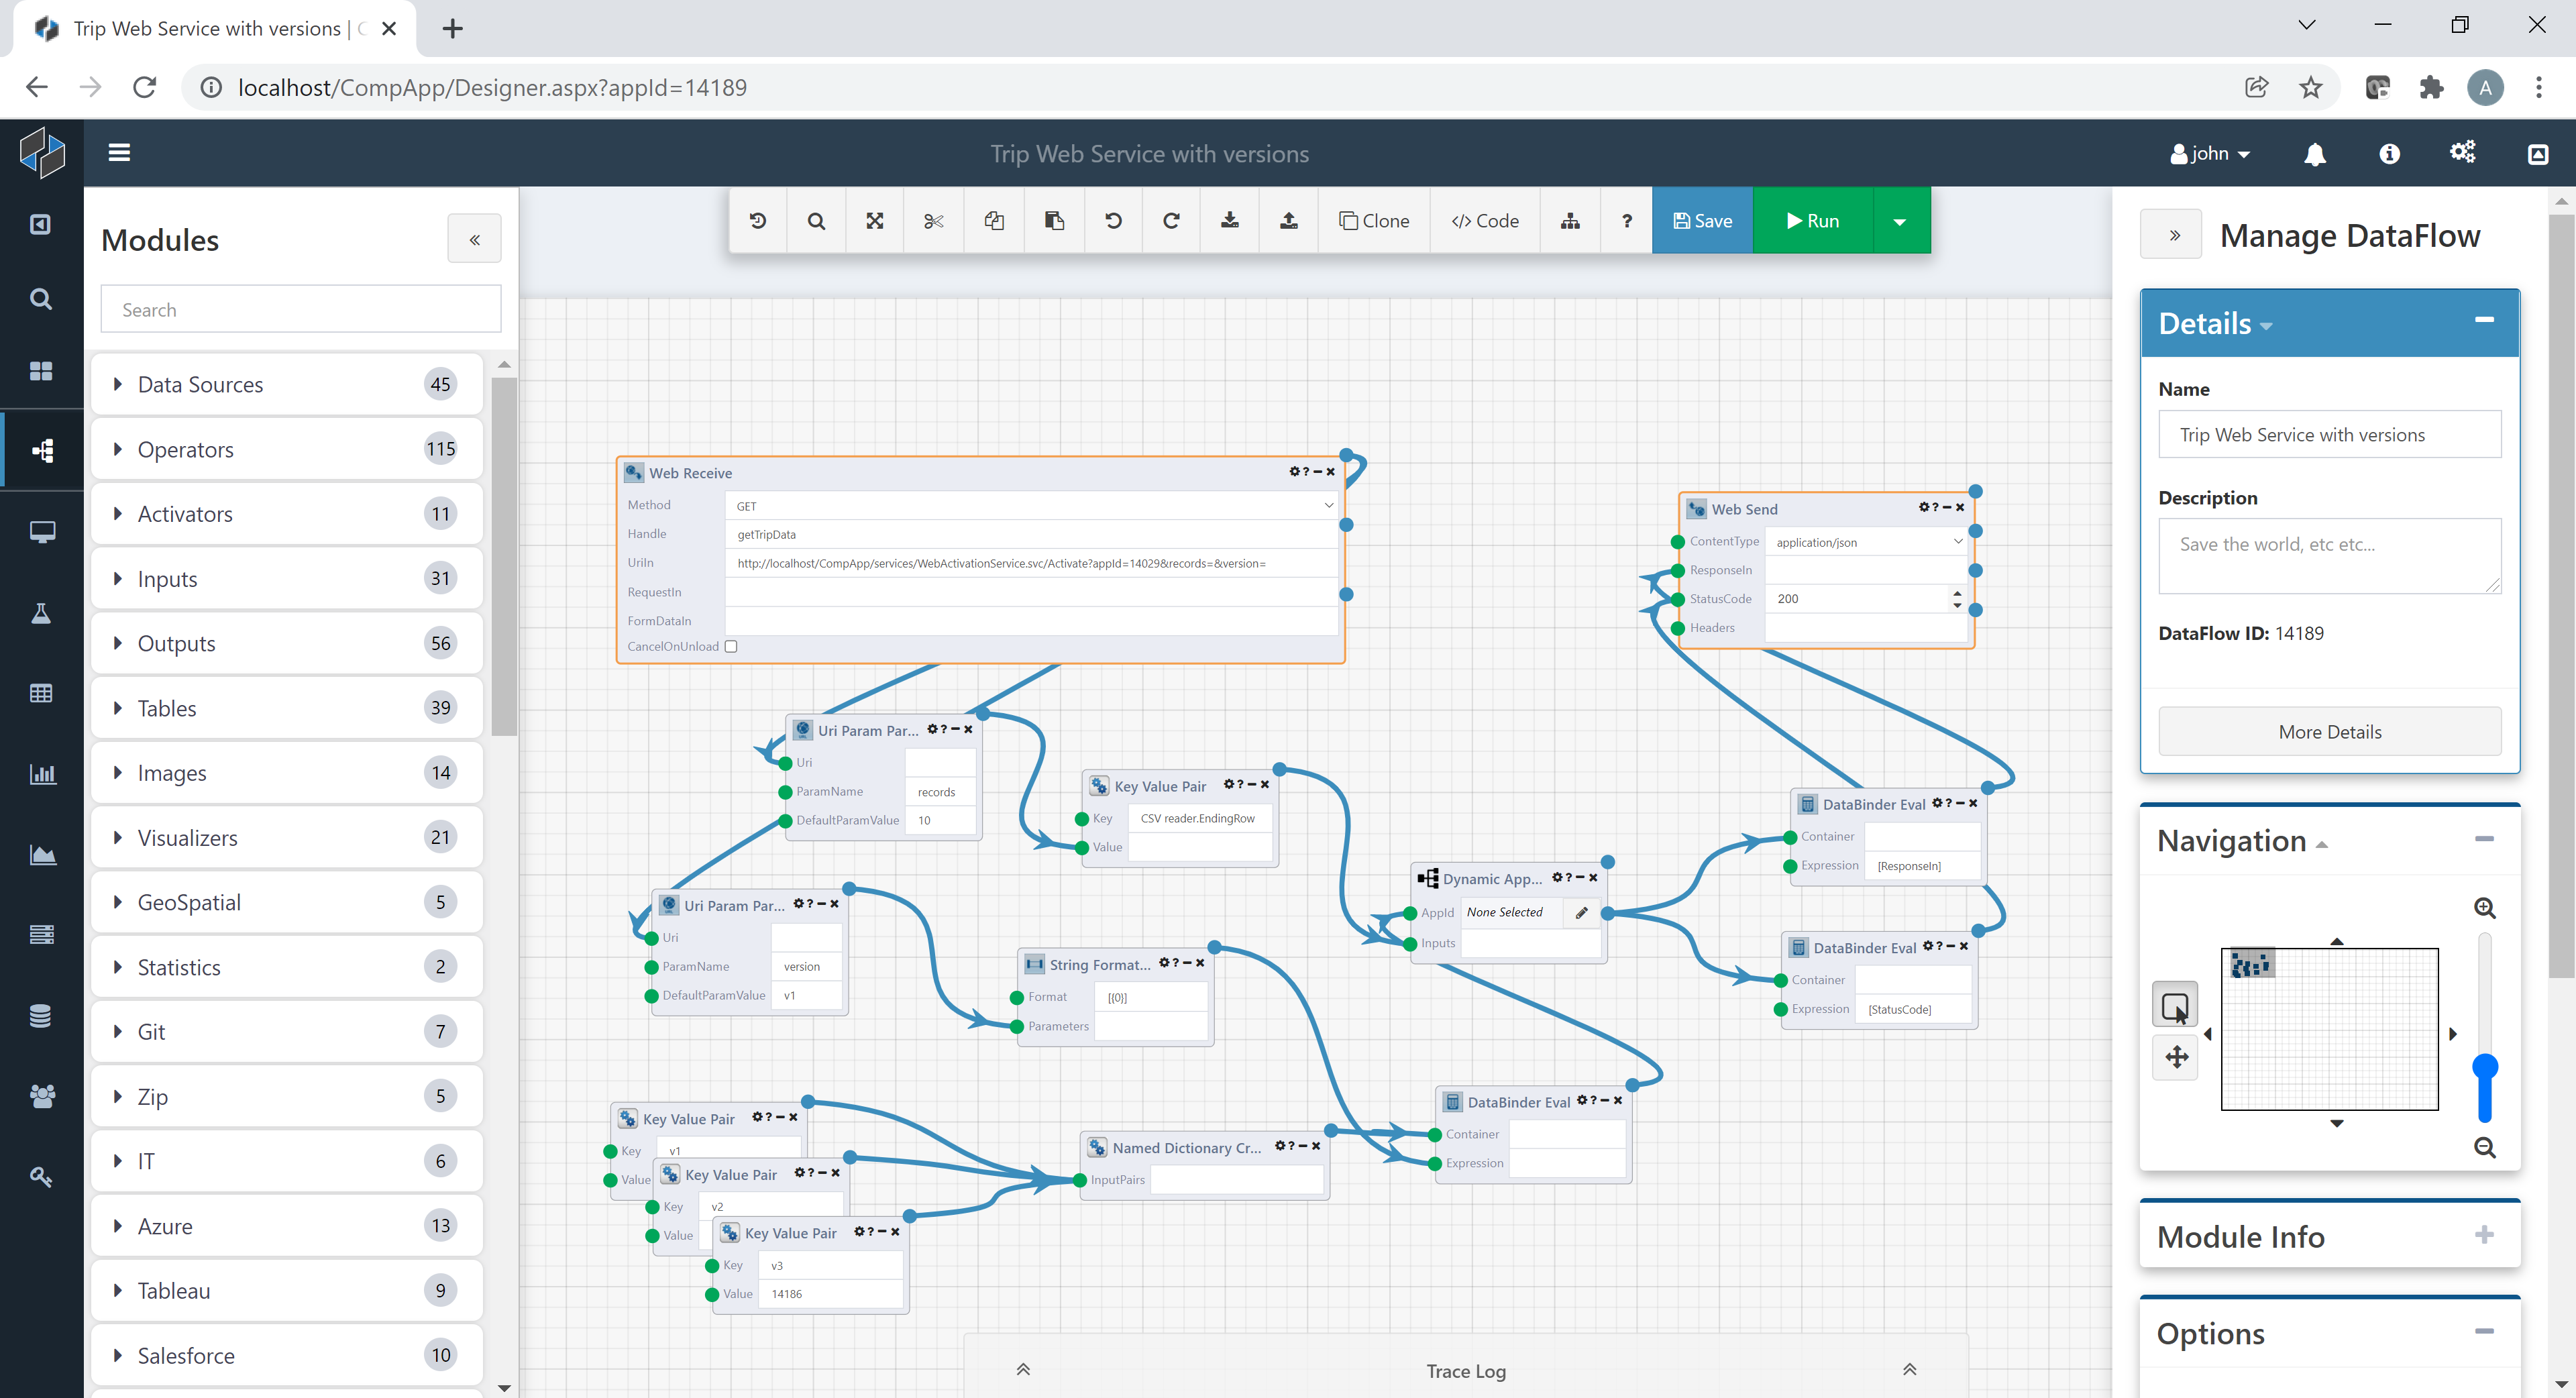 Trip Web Service with versions |
localhost/CompApp/Designer.aspx?appId=14189
Trip Web Service with versions
john
Modules
Search
Data Sources 45
Operators 115
Activators 11
Inputs 31
Outputs 56
Tables 39
Images 14
Visualizers 21
GeoSpatial 5
Statistics 2
Git 7
Zip 5
IT 6
Azure 13
Tableau 9
Salesforce 10
Clone
</> Code
?
Save
Run
Web Receive
Method GET
Handle getTripData
UriIn http://localhost/CompApp/services/WebActivationService.svc/Activate?appId=14029&records=&version=
RequestIn
FormDataIn
CancelOnUnload
Web Send
ContentType application/json
ResponseIn
StatusCode 200
Headers
Uri Param Par...
Uri
ParamName records
DefaultParamValue 10
Key Value Pair
Key CSV reader.EndingRow
Value
Uri Param Par...
Uri
ParamName version
DefaultParamValue v1
String Format...
Format [{0}]
Parameters
Dynamic App...
AppId None Selected
Inputs
DataBinder Eval
Container
Expression [ResponseIn]
DataBinder Eval
Container
Expression [StatusCode]
Key Value Pair
Key v1
Value
Key Value Pair
Key v2
Value
Key Value Pair
Key v3
Value 14186
Named Dictionary Cr...
InputPairs
DataBinder Eval
Container
Expression
Trace Log
Manage DataFlow
Details
Name
Trip Web Service with versions
Description
Save the world, etc etc...
DataFlow ID: 14189
More Details
Navigation
Module Info
Options
A